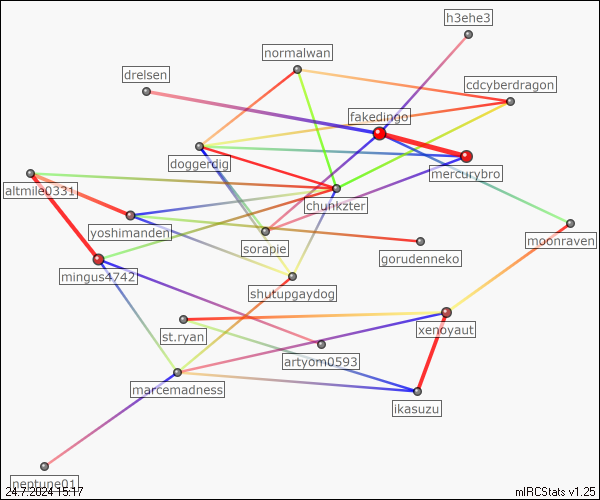 h3ehe3
normalwan
drelsen
cdcyberdragon
fakedingo
doggerdig
mercurybro
altmile0331
chunkzter
yoshimanden
moonraven
sorapie
gorudenneko
mingus4742
shutupgaydog
xenoyaut
st.ryan
artyom0593
marcemadness
ikasuzu
neptune01
24.7.2024 15:17
mIRCStats v1.25